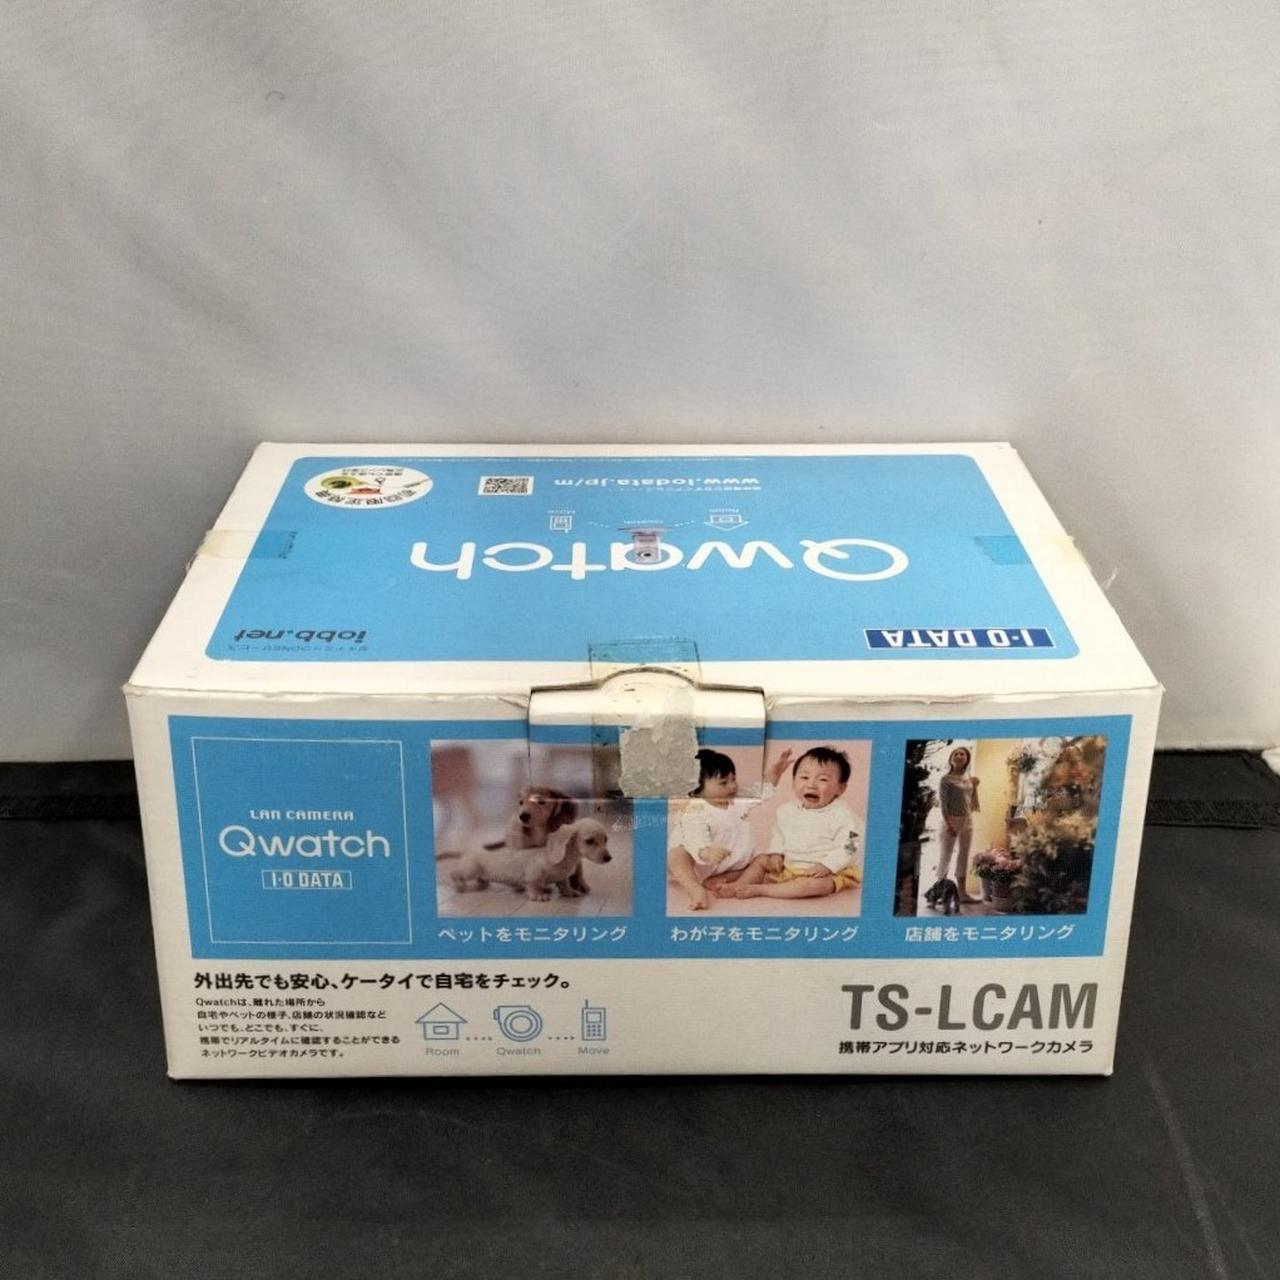 www.iodata.jp/m
Room
Qwatch
Move
Qwatch
iobb.net
I-O DATA
LAN CAMERA
Qwatch
I-O DATA
ペットをモニタリング
わが子をモニタリング
店舗をモニタリング
外出先でも安心、ケータイで自宅をチェック。
Qwatchは、離れた場所から
自宅やペットの様子、店舗の状況確認など
いつでも、どこでも、すぐに、
携帯でリアルタイムに確認することができる
ネットワークビデオカメラです。
Room
Qwatch
Move
TS-LCAM
携帯アプリ対応ネットワークカメラ